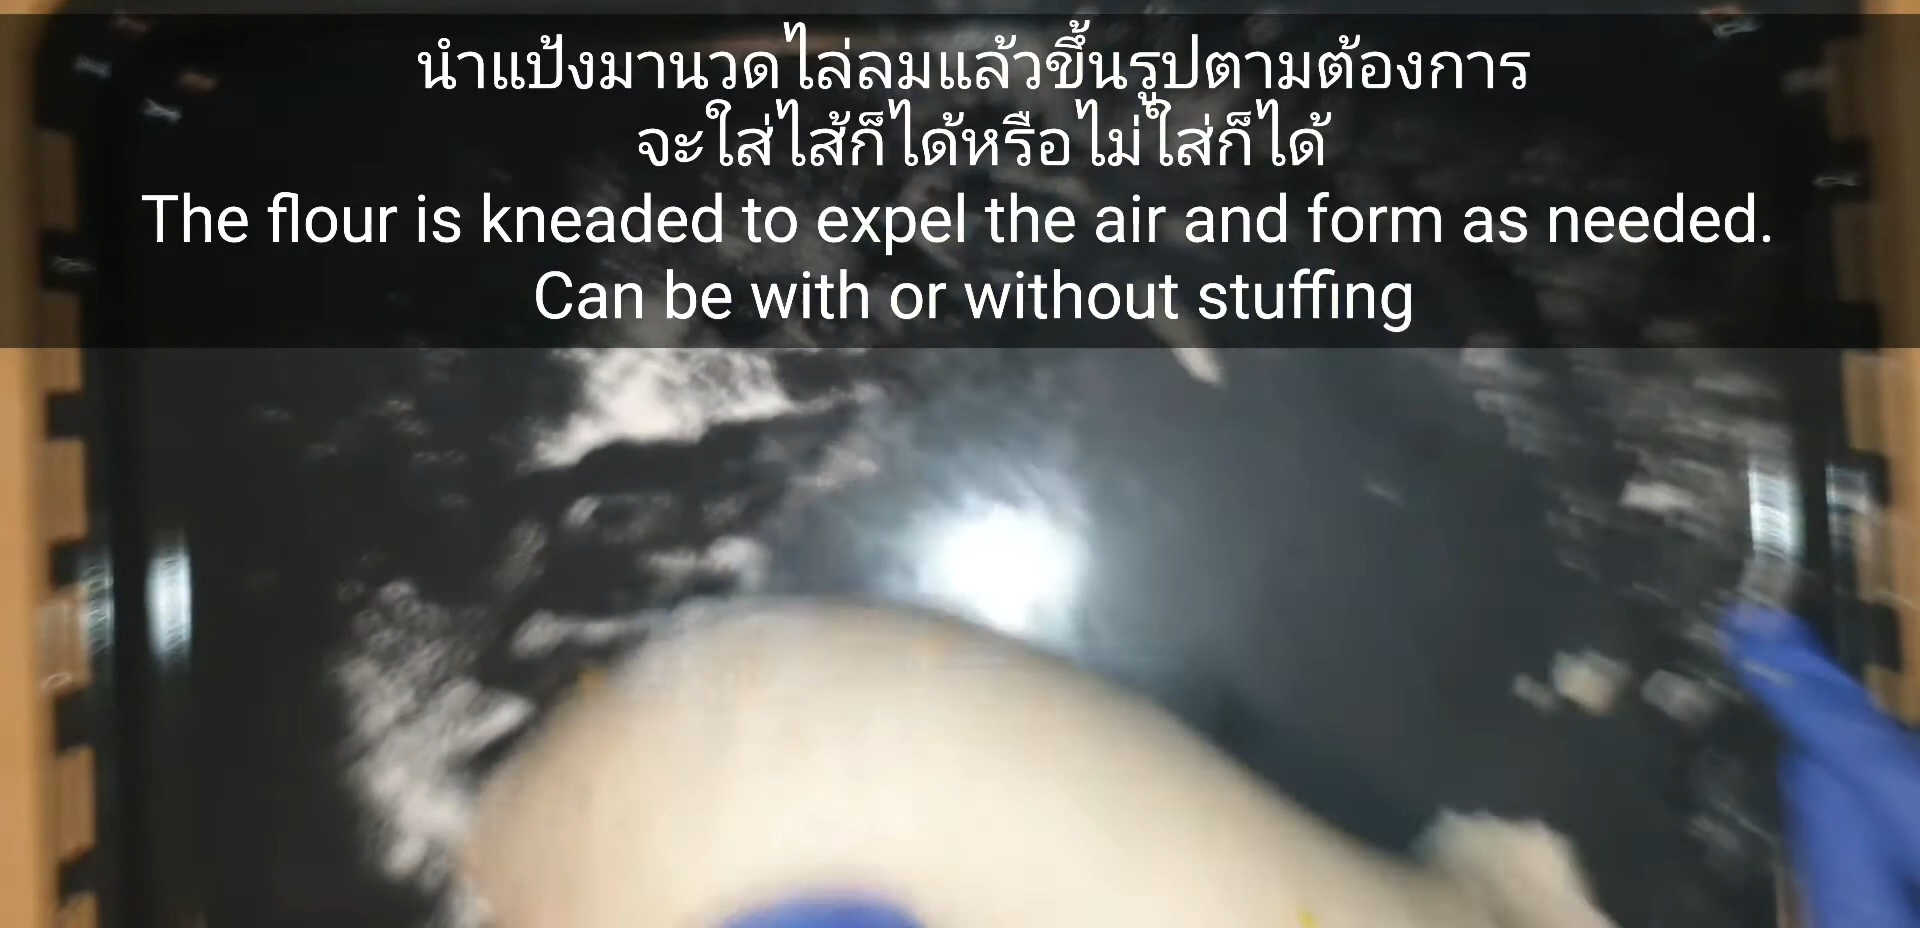 นำแป้งมานวดไล่ลมแล้วขึ้นรูปตามต้องการ
จะใส่ไส้ก็ได้หรือไม่ใส่ก็ได้
The flour is kneaded to expel the air and form as needed.
Can be with or without stuffing